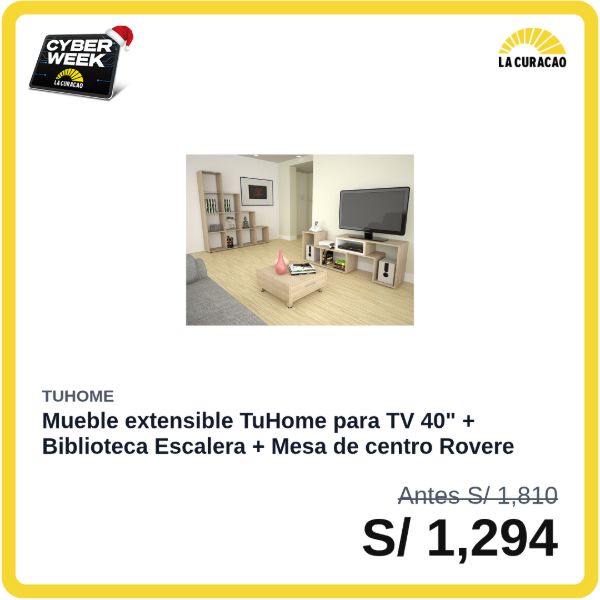 CYBER
WEEK
LA CURACAO
LA CURACAO
TUHOME
Mueble extensible TuHome para TV 40" +
Biblioteca Escalera + Mesa de centro Rovere
Antes S/ 1,810
S/ 1,294